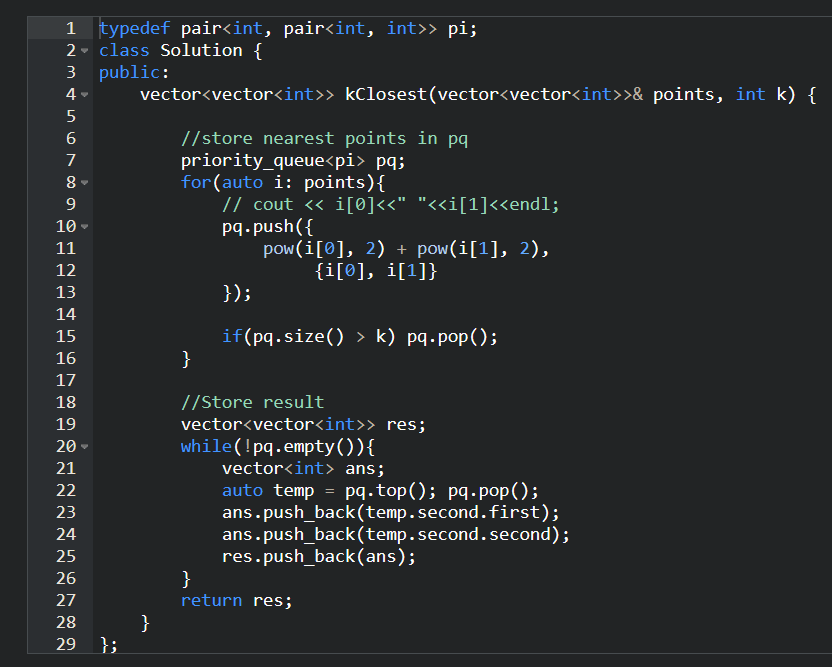 1 typedef pair<int, pair<int, int>> pi;
2 class Solution {
3 public:
4     vector<vector<int>> kClosest(vector<vector<int>>& points, int k) {
5
6         //store nearest points in pq
7         priority_queue<pi> pq;
8         for(auto i: points){
9             // cout << i[0]<<" "<<i[1]<<endl;
10             pq.push({
11                 pow(i[0], 2) + pow(i[1], 2),
12                      {i[0], i[1]}
13             });
14
15             if(pq.size() > k) pq.pop();
16         }
17
18         //Store result
19         vector<vector<int>> res;
20         while(!pq.empty()){
21             vector<int> ans;
22             auto temp = pq.top(); pq.pop();
23             ans.push_back(temp.second.first);
24             ans.push_back(temp.second.second);
25             res.push_back(ans);
26         }
27         return res;
28     }
29 };